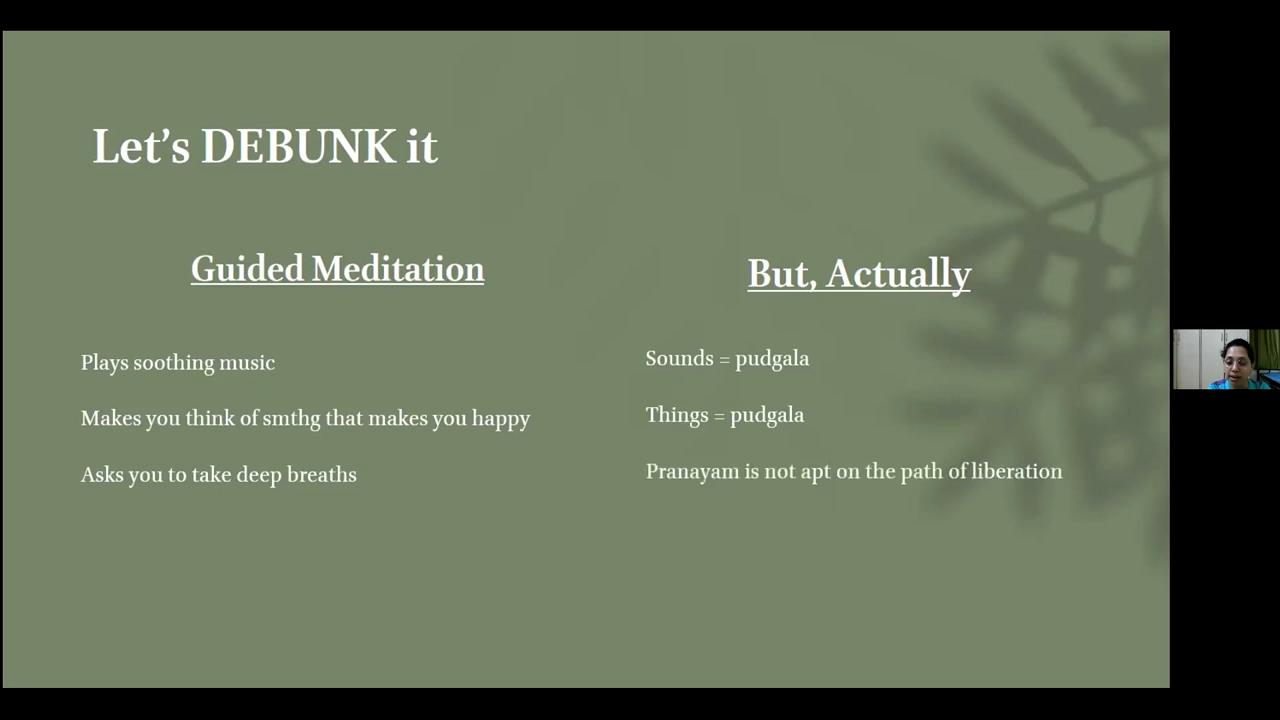 Let's DEBUNK it
Guided Meditation
Plays soothing music
Makes you think of smthg that makes you happy
Asks you to take deep breaths
But, Actually
Sounds = pudgala
Things = pudgala
Pranayam is not apt on the path of liberation